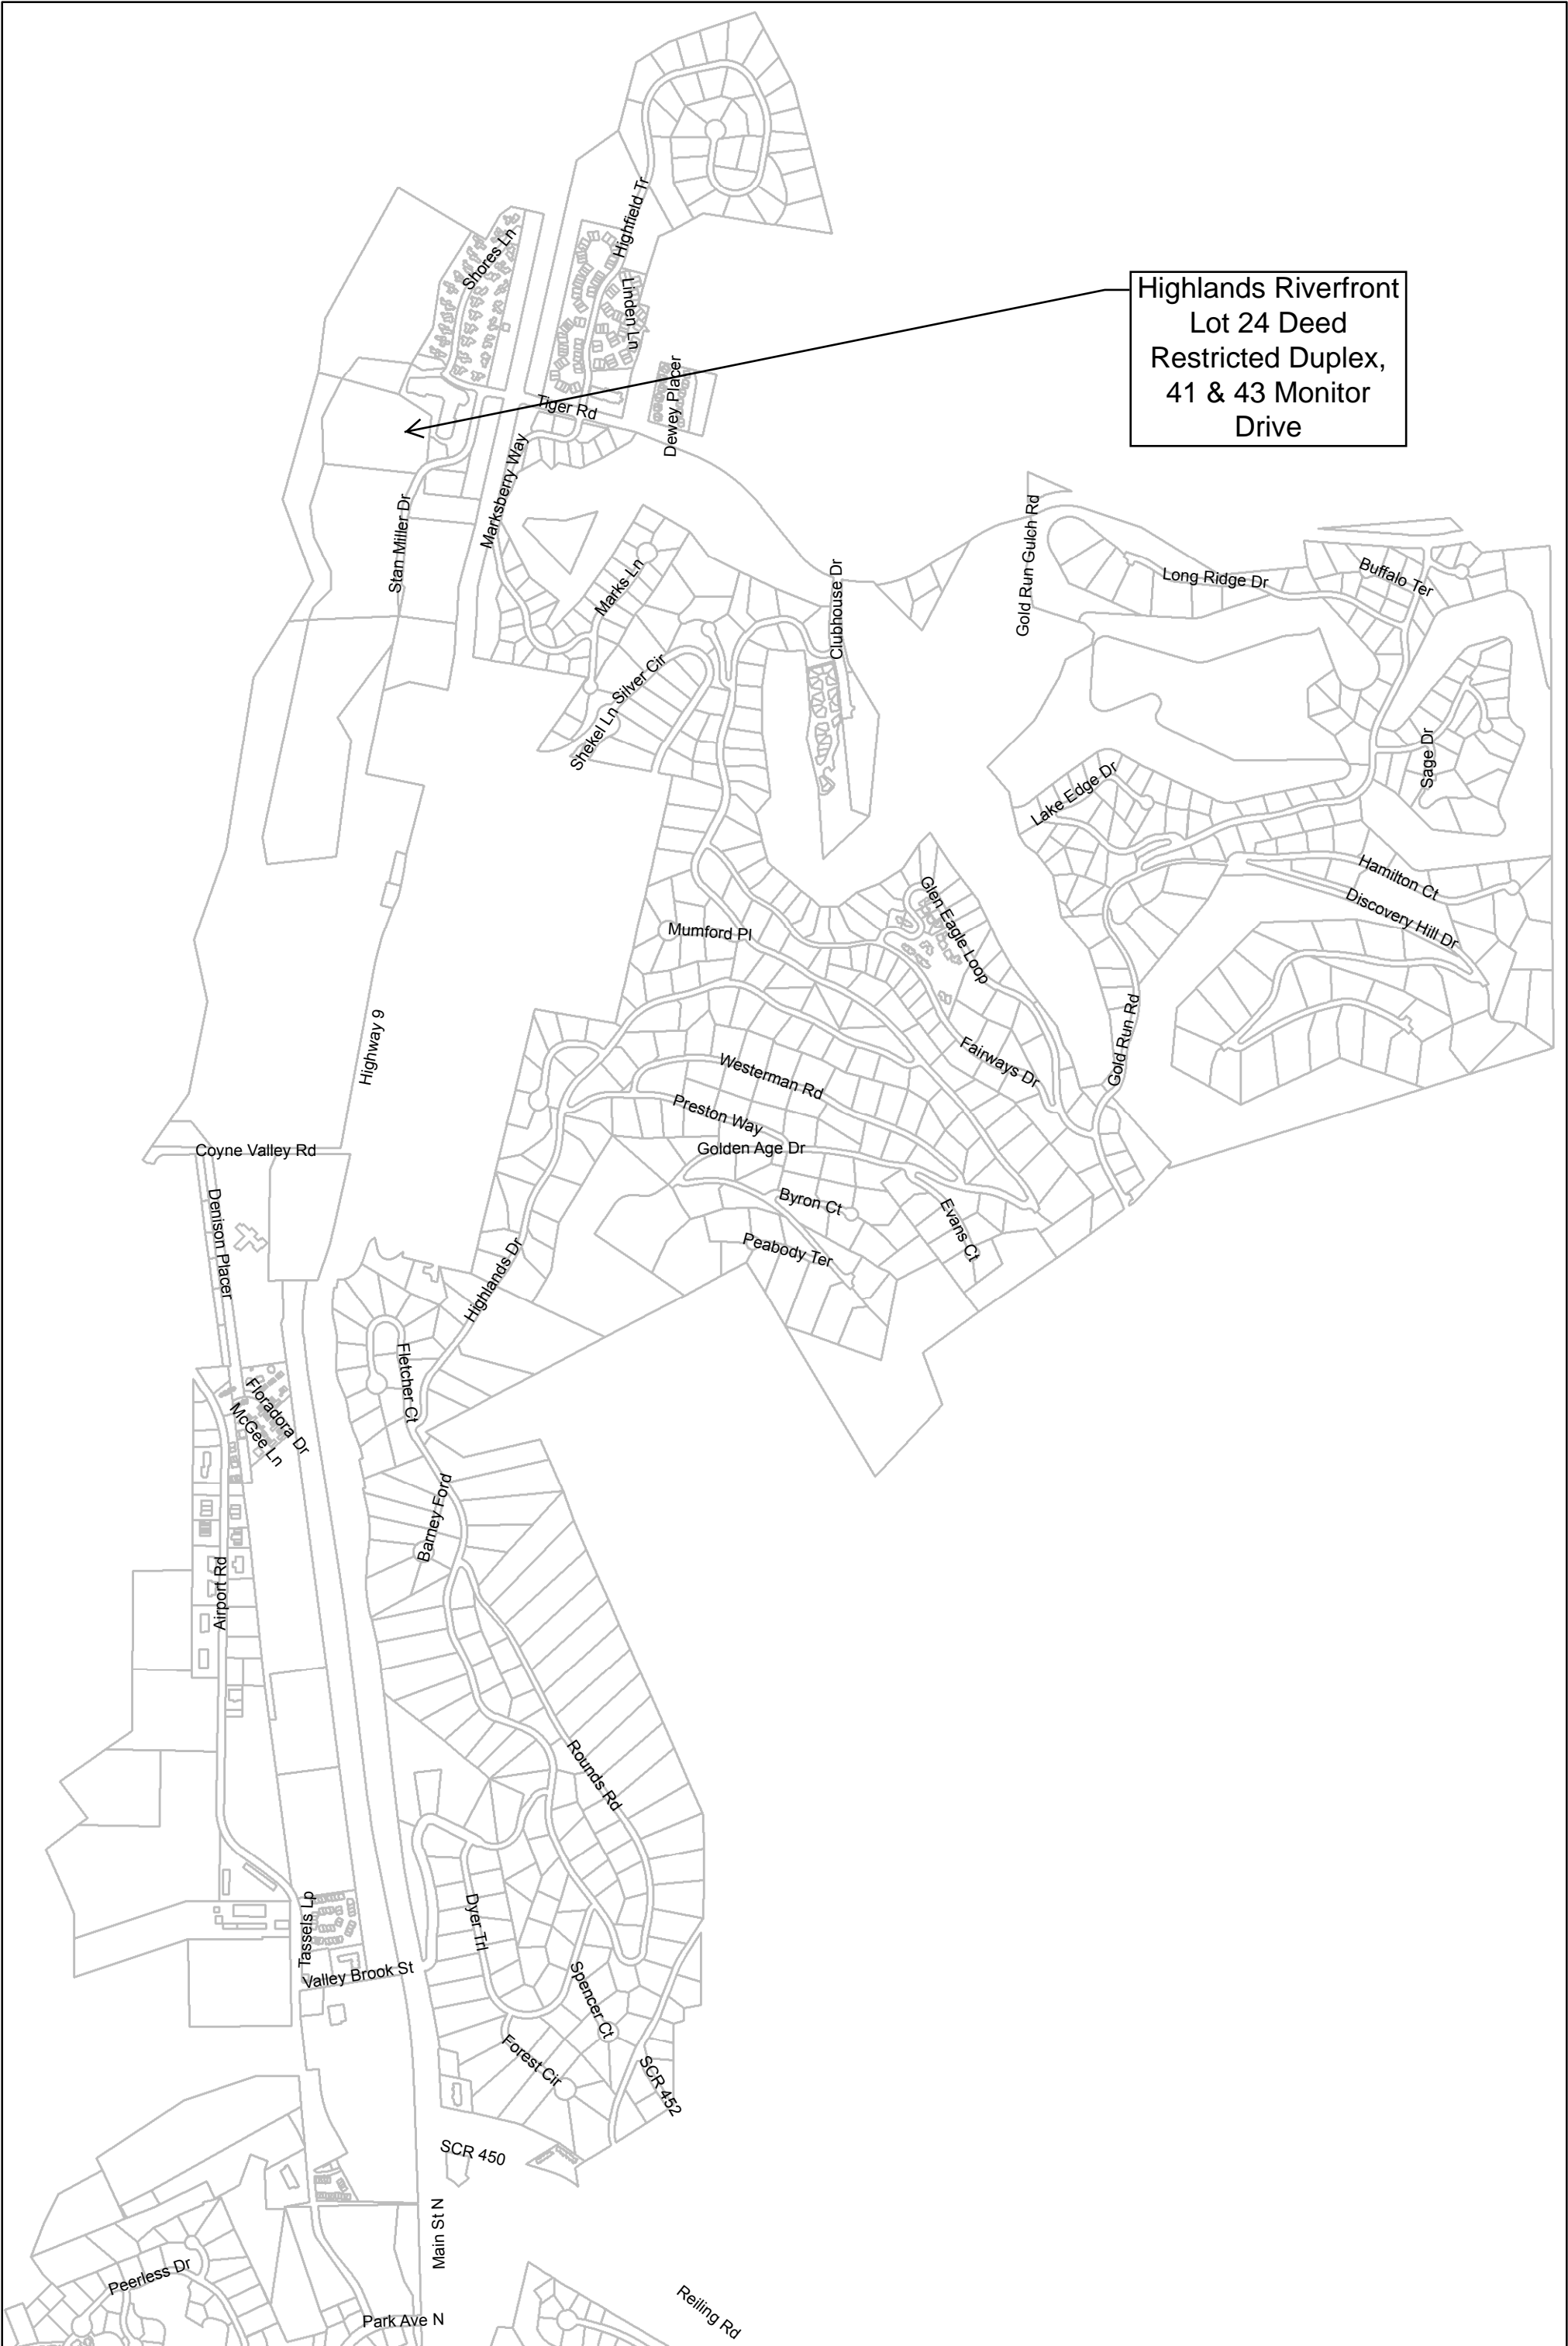 Highfield Tr
Shores Ln
Linden Ln
Highlands Riverfront
Lot 24 Deed
Restricted Duplex,
41 & 43 Monitor
Drive
Tiger Rd
Dewey Placer
Marksberry Way
Stan Miller Dr
Gold Run Gulch Rd
Marks Ln
Clubhouse Dr
Long Ridge Dr
Buffalo Ter
Silver Cir
Shekel Ln
Sage Dr
Lake Edge Dr
Hamilton Ct
Discovery Hill Dr
Glen Eagle Loop
Mumford Pl
Highway 9
Gold Run Rd
Fairways Dr
Westerman Rd
Preston Way
Golden Age Dr
Coyne Valley Rd
Denison Placer
Byron Ct
Evans Ct
Peabody Ter
Highlands Dr
Fletcher Ct
Floradora Dr
McGee Ln
Barney Ford
Airport Rd
Rounds Rd
Dyer Trl
Tassels Lp
Valley Brook St
Spencer Ct
Forest Cir
SCR 452
SCR 450
Main St N
Peerless Dr
Park Ave N
Reiling Rd